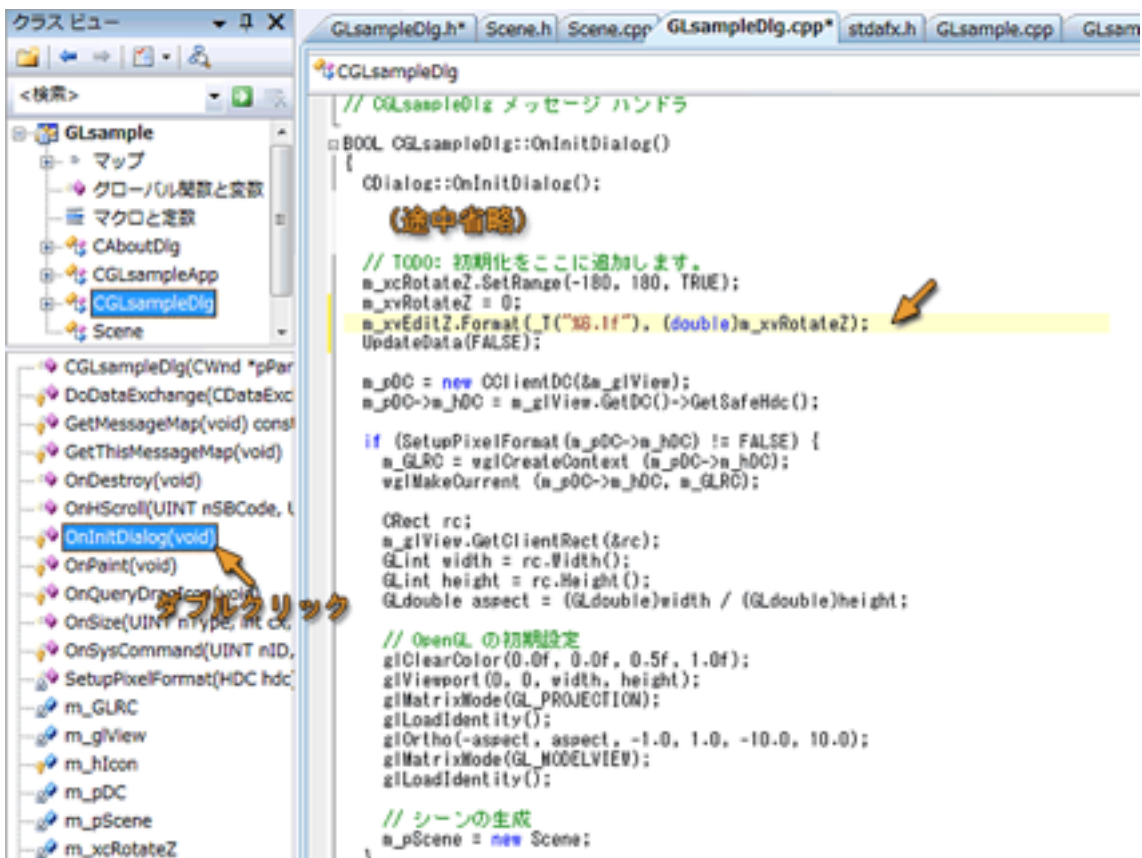 クラス ビュー
<検索>
GLsample
マップ
グローバル関数と変数
マクロと定数
CAboutDlg
CGLsampleApp
CGLsampleDlg
Scene
CGLsampleDlg(CWnd *pPar
DoDataExchange(CDataExc
GetMessageMap(void) const
GetThisMessageMap(void)
OnDestroy(void)
OnHScroll(UINT nSBCode, U
OnInitDialog(void)
OnPaint(void)
OnQueryDragIcon(void)
ダブルクリック
OnSize(UINT nType, int cx,
OnSysCommand(UINT nID,
SetupPixelFormat(HDC hdc)
m_GLRC
m_glView
m_hIcon
m_pDC
m_pScene
m_xcRotateZ
GLsampleDlg.h* Scene.h Scene.cpp GLsampleDlg.cpp* stdafx.h GLsample.cpp GLsam
CGLsampleDlg
// CGLsampleDlg メッセージ ハンドラ
BOOL CGLsampleDlg::OnInitDialog()
{
CDialog::OnInitDialog();
(途中省略)
// TODO: 初期化をここに追加します。
m_xcRotateZ.SetRange(-180, 180, TRUE);
m_xvRotateZ = 0;
m_xvEditZ.Format(_T("%6.1f"), (double)m_xvRotateZ);
UpdateData(FALSE);
m_pDC = new CClientDC(&m_glView);
m_pDC->m_hDC = m_glView.GetDC()->GetSafeHdc();
if (SetupPixelFormat(m_pDC->m_hDC) != FALSE) {
m_GLRC = wglCreateContext (m_pDC->m_hDC);
wglMakeCurrent (m_pDC->m_hDC, m_GLRC);
CRect rc;
m_glView.GetClientRect(&rc);
GLint width = rc.Width();
GLint height = rc.Height();
GLdouble aspect = (GLdouble)width / (GLdouble)height;
// OpenGL の初期設定
glClearColor(0.0f, 0.0f, 0.5f, 1.0f);
glViewport(0, 0, width, height);
glMatrixMode(GL_PROJECTION);
glLoadIdentity();
glOrtho(-aspect, aspect, -1.0, 1.0, -10.0, 10.0);
glMatrixMode(GL_MODELVIEW);
glLoadIdentity();
// シーンの生成
m_pScene = new Scene;